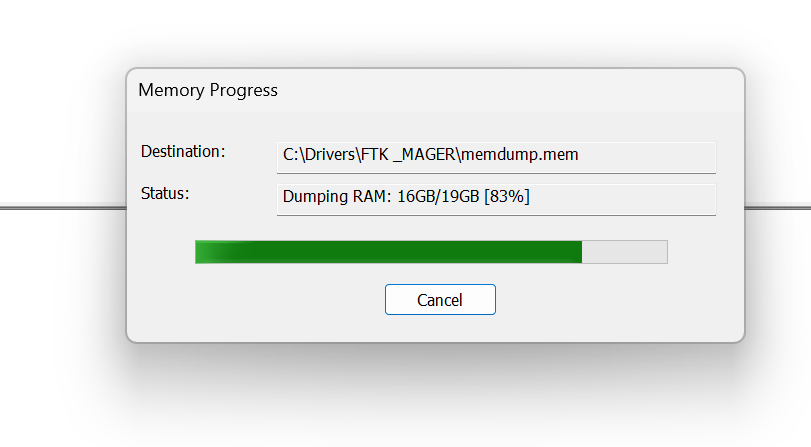 Memory Progress
Destination: C:\Drivers\FTK _MAGER\memdump.mem
Status: Dumping RAM: 16GB/19GB [83%]
Cancel